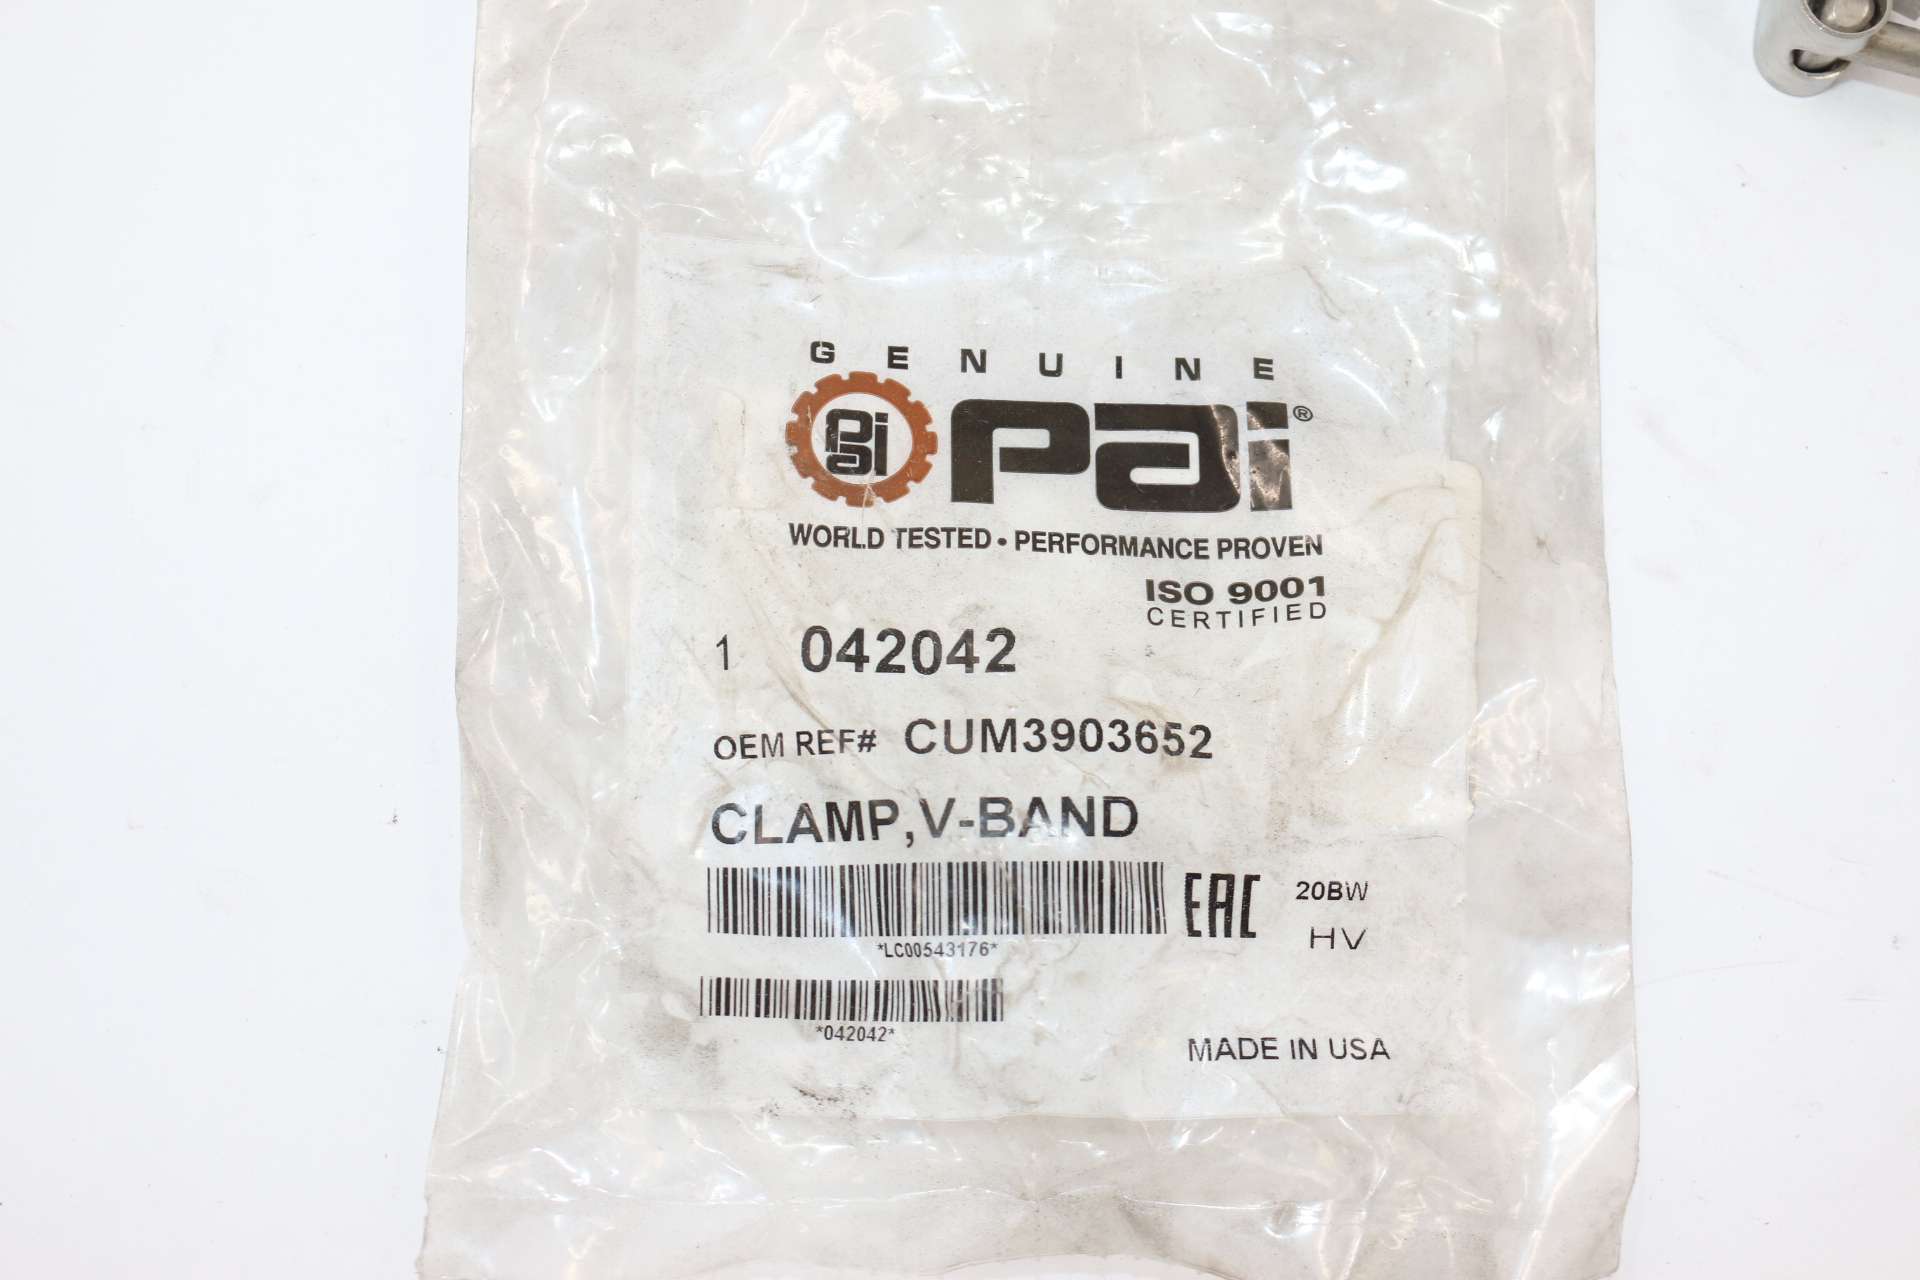 GENUINE
pai pai®
WORLD TESTED • PERFORMANCE PROVEN
ISO 9001
CERTIFIED
1 042042
OEM REF# CUM3903652
CLAMP,V-BAND
EAC 20BW
*LC00543176* HV
*042042*
MADE IN USA